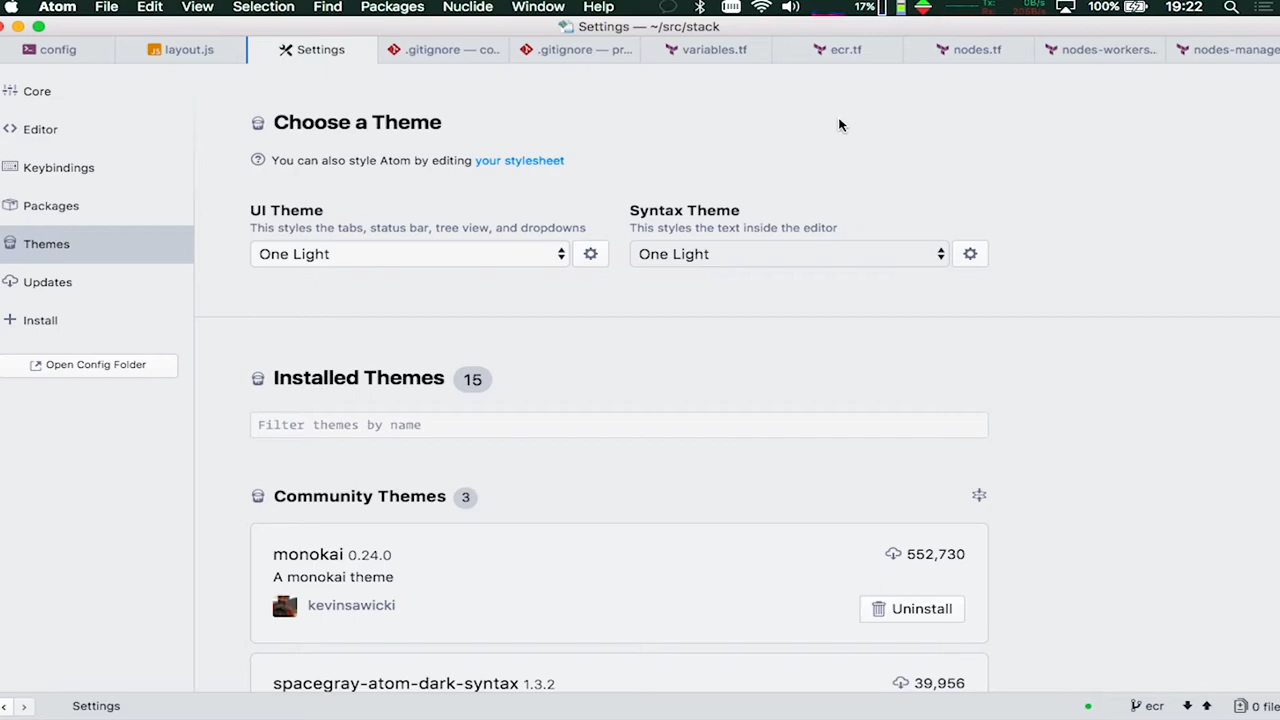 Atom File Edit View Selection Find Packages Nuclide Window Help 17% 0B/s 100% 19:22
Settings — ~/src/stack
config layout.js Settings .gitignore — co... .gitignore — pr... variables.tf ecr.tf nodes.tf nodes-workers... nodes-manage
Core
Editor
Keybindings
Packages
Themes
Updates
Install
Open Config Folder
Choose a Theme
You can also style Atom by editing your stylesheet
UI Theme
This styles the tabs, status bar, tree view, and dropdowns
One Light
Syntax Theme
This styles the text inside the editor
One Light
Installed Themes 15
Filter themes by name
Community Themes 3
monokai 0.24.0 552,730
A monokai theme
kevinsawicki Uninstall
spacegray-atom-dark-syntax 1.3.2 39,956
Settings ecr 0 file